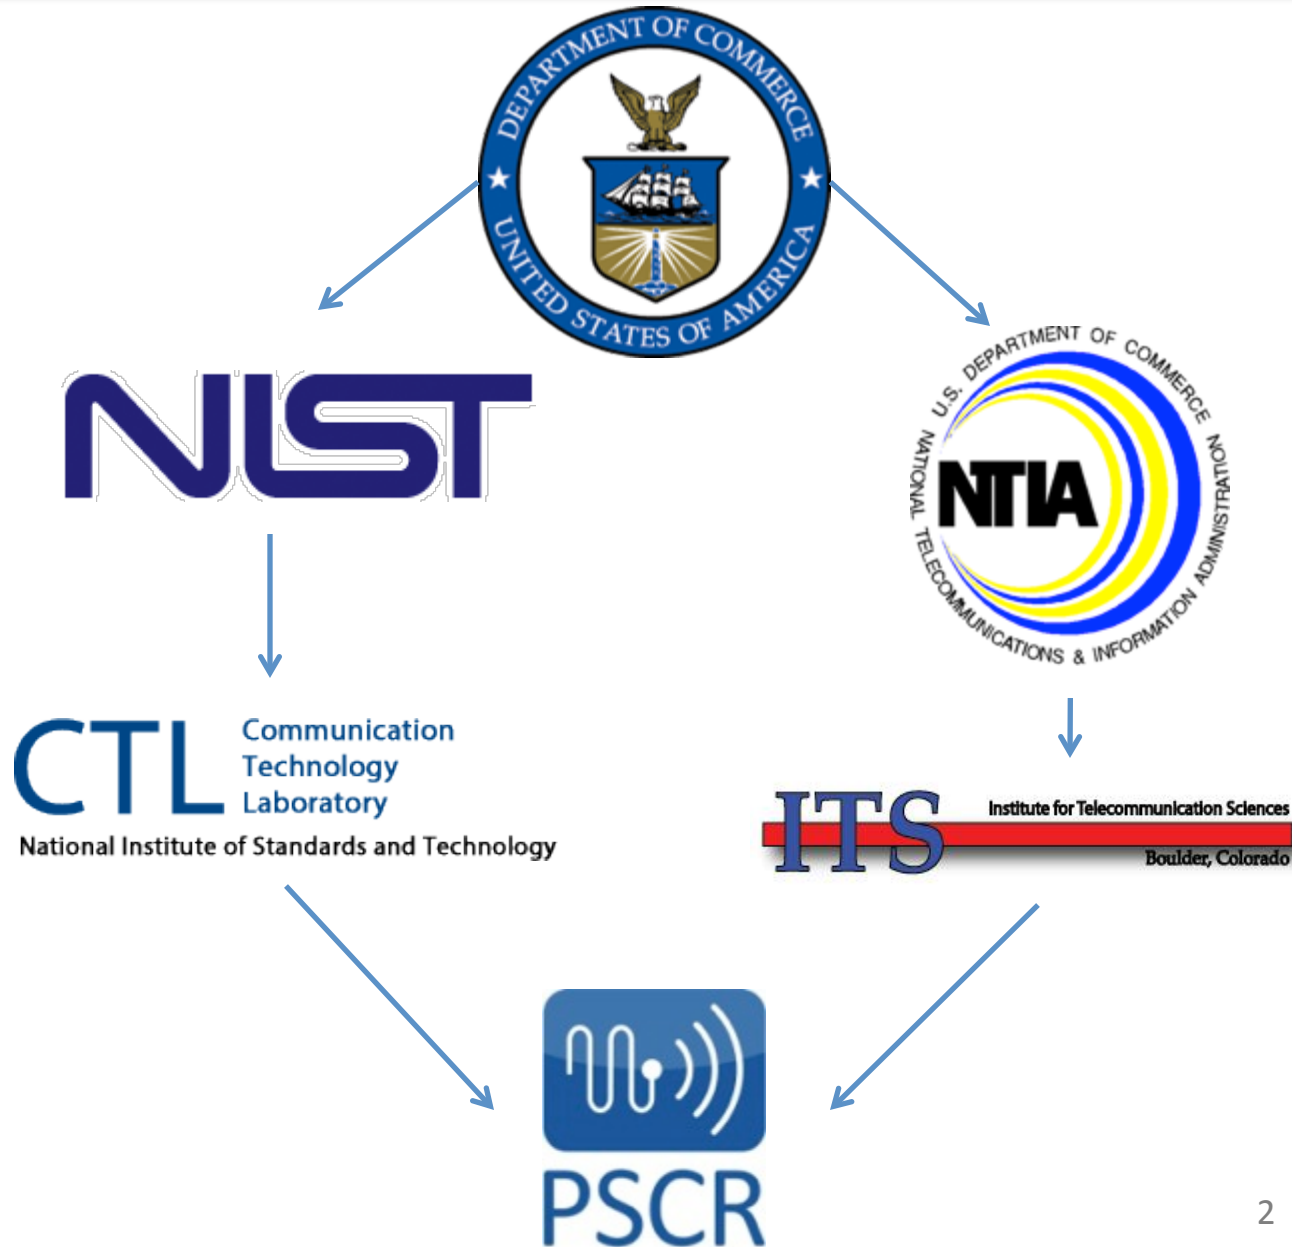 DEPARTMENT OF COMMERCE
UNITED STATES OF AMERICA
NIST
U.S. DEPARTMENT OF COMMERCE
NATIONAL TELECOMMUNICATIONS & INFORMATION ADMINISTRATION
NTIA
CTL
Communication
Technology
Laboratory
National Institute of Standards and Technology
ITS
Institute for Telecommunication Sciences
Boulder, Colorado
PSCR
2